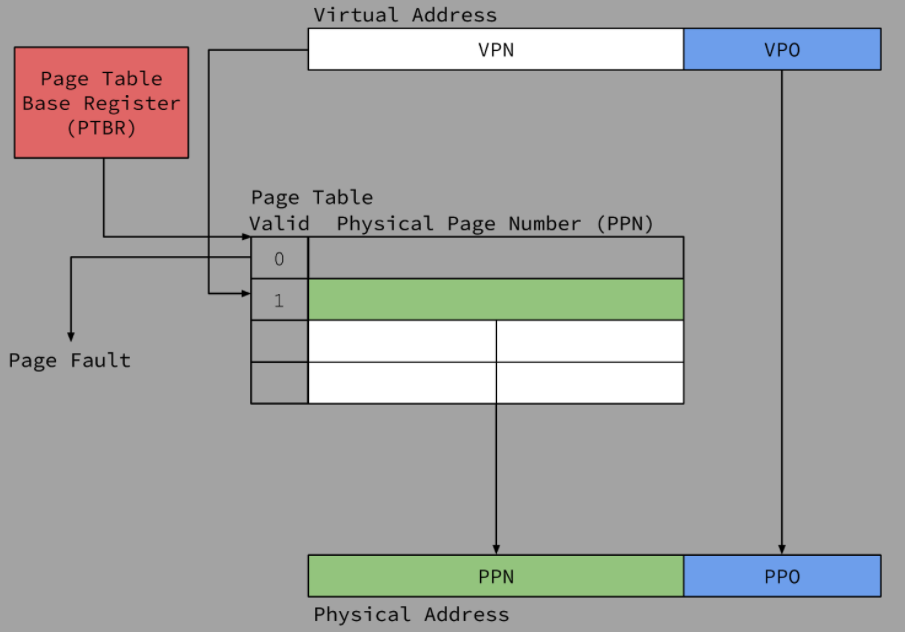 Virtual Address
VPN
VPO
Page Table
Base Register
(PTBR)
Page Table
Valid
Physical Page Number (PPN)
0
1
Page Fault
PPN
PPO
Physical Address